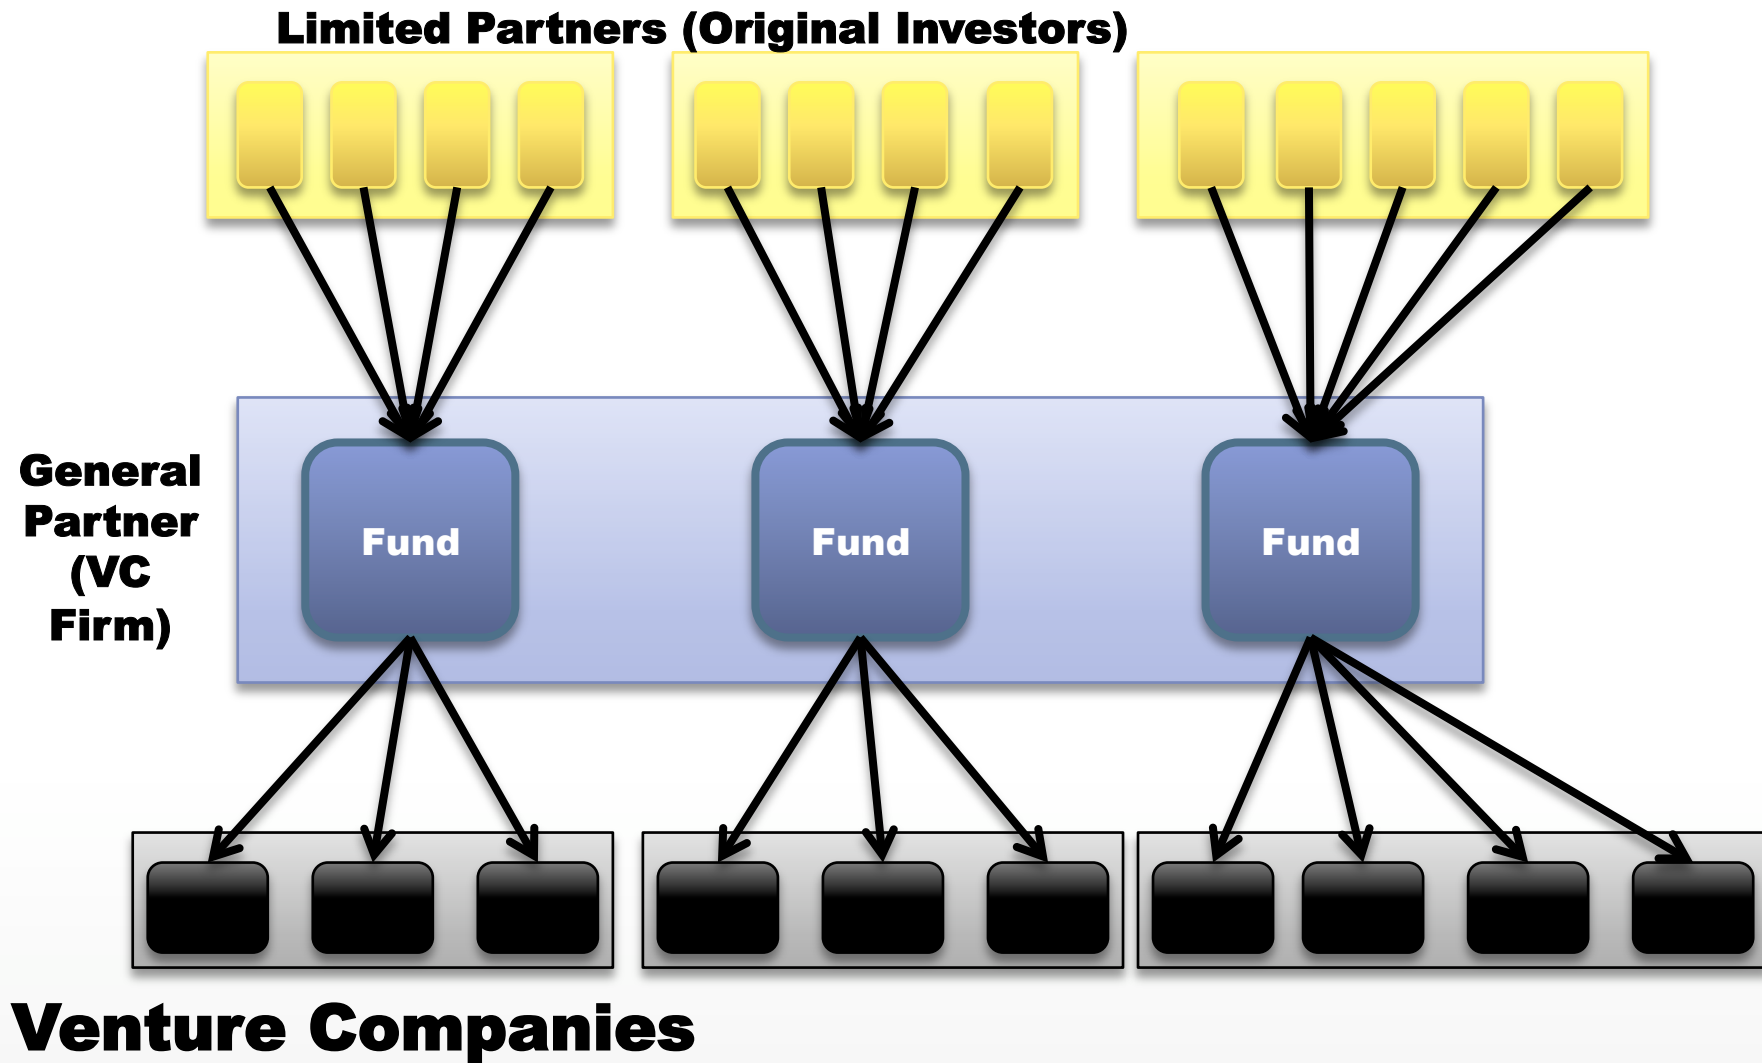 Limited Partners (Original Investors)
General
Partner
(VC
Firm)
Fund
Fund
Fund
Venture Companies